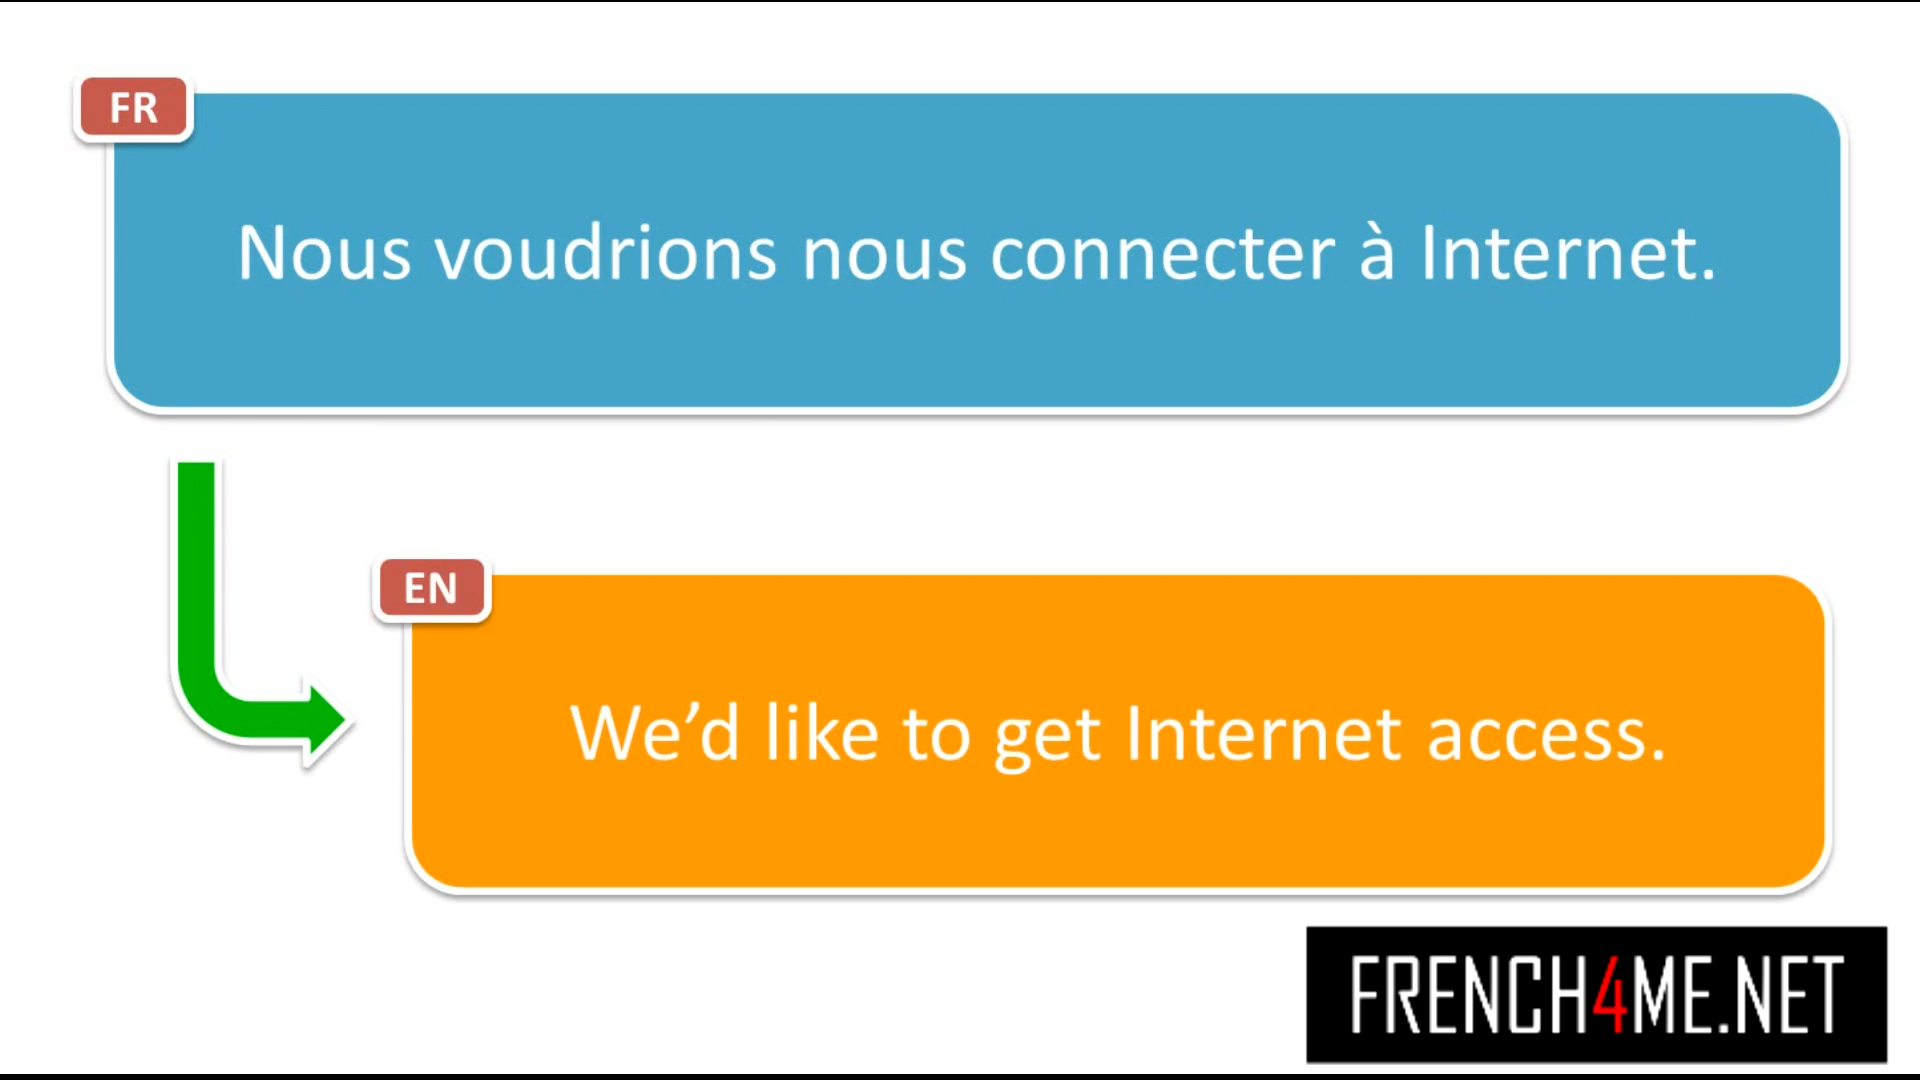 FR
Nous voudrions nous connecter à Internet.
EN
We’d like to get Internet access.
FRENCH4ME.NET